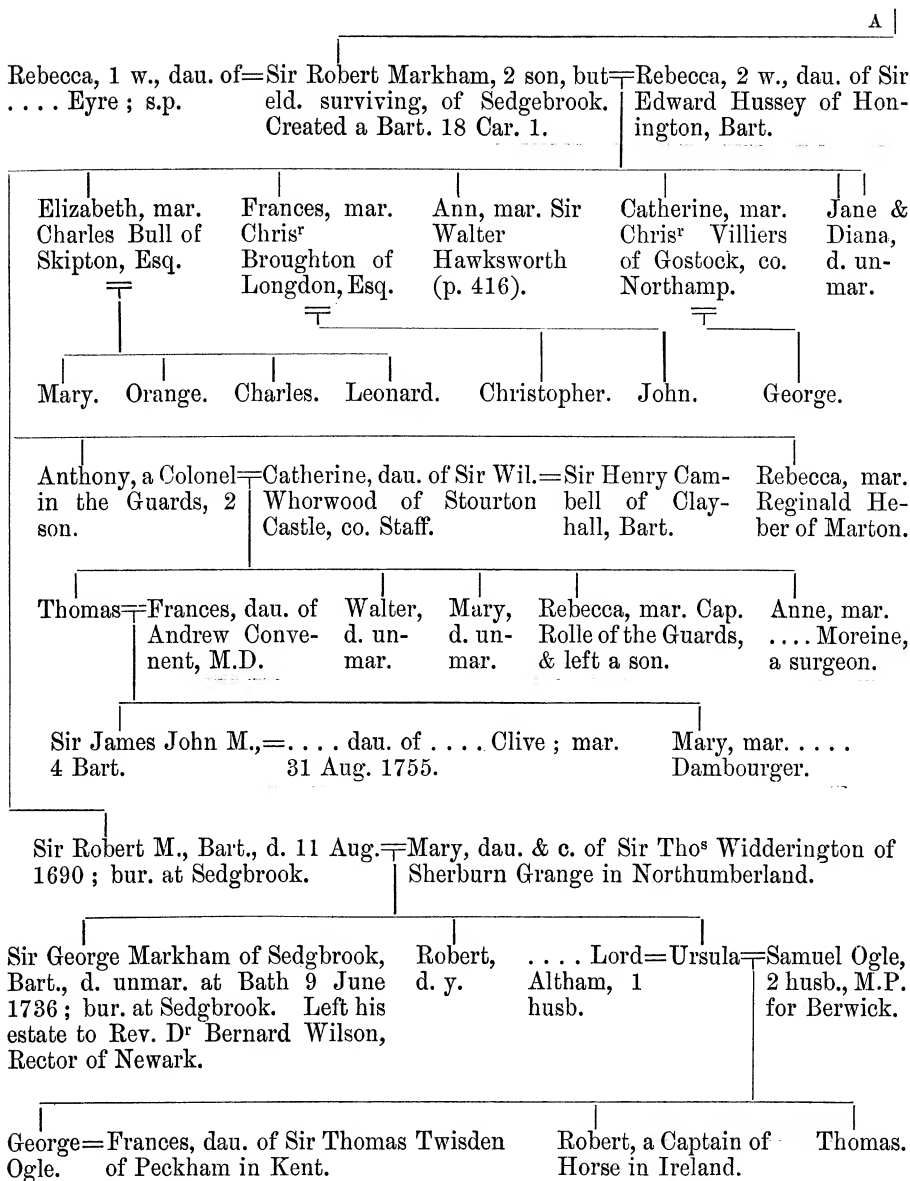 A
Rebecca, 1 w., dau. of=Sir Robert Markham, 2 son, but=Rebecca, 2 w., dau. of Sir
.... Eyre ; s.p. eld. surviving, of Sedgebrook. Edward Hussey of Hon-
Created a Bart. 18 Car. 1. ington, Bart.
Elizabeth, mar. Frances, mar. Ann, mar. Sir Catherine, mar. Jane &
Charles Bull of Chrisʳ Walter Chrisʳ Villiers Diana,
Skipton, Esq. Broughton of Hawksworth of Gostock, co. d. un-
Longdon, Esq. (p. 416). Northamp. mar.
Mary. Orange. Charles. Leonard. Christopher. John. George.
Anthony, a Colonel=Catherine, dau. of Sir Wil.=Sir Henry Cam- Rebecca, mar.
in the Guards, 2 Whorwood of Stourton bell of Clay- Reginald He-
son. Castle, co. Staff. hall, Bart. ber of Marton.
Thomas=Frances, dau. of Walter, Mary, Rebecca, mar. Cap. Anne, mar.
Andrew Conve- d. un- d. un- Rolle of the Guards, .... Moreine,
nent, M.D. mar. mar. & left a son. a surgeon.
Sir James John M.,=.... dau. of .... Clive ; mar. Mary, mar.....
4 Bart. 31 Aug. 1755. Dambourger.
Sir Robert M., Bart., d. 11 Aug.=Mary, dau. & c. of Sir Thoˢ Widderington of
1690 ; bur. at Sedgbrook. Sherburn Grange in Northumberland.
Sir George Markham of Sedgbrook, Robert, .... Lord=Ursula=Samuel Ogle,
Bart., d. unmar. at Bath 9 June d. y. Altham, 1 2 husb., M.P.
1736 ; bur. at Sedgbrook. Left his husb. for Berwick.
estate to Rev. Dʳ Bernard Wilson,
Rector of Newark.
George=Frances, dau. of Sir Thomas Twisden Robert, a Captain of Thomas.
Ogle. of Peckham in Kent. Horse in Ireland.